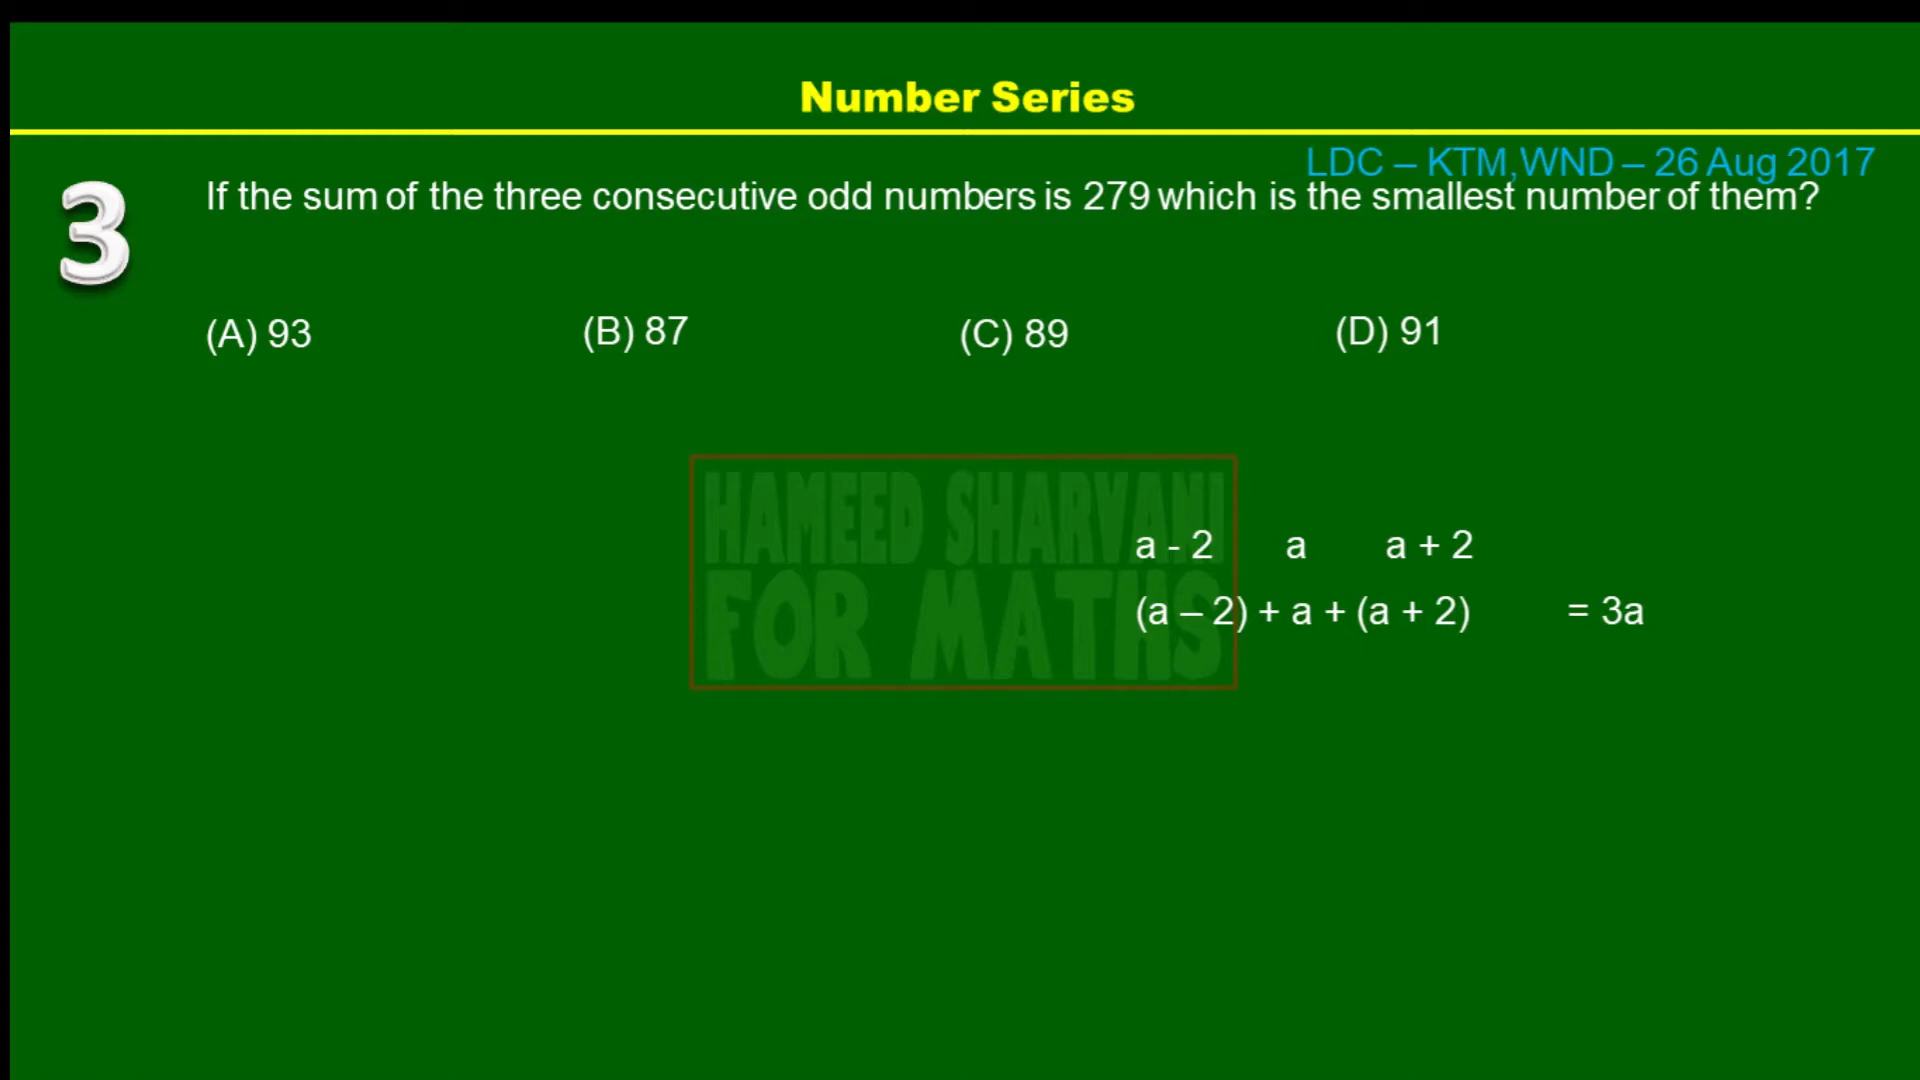 Number Series
LDC – KTM,WND – 26 Aug 2017
3
If the sum of the three consecutive odd numbers is 279 which is the smallest number of them?
(A) 93 (B) 87 (C) 89 (D) 91
HAMEED SHARVANI
FOR MATHS
a - 2 a a + 2
(a – 2) + a + (a + 2) = 3a